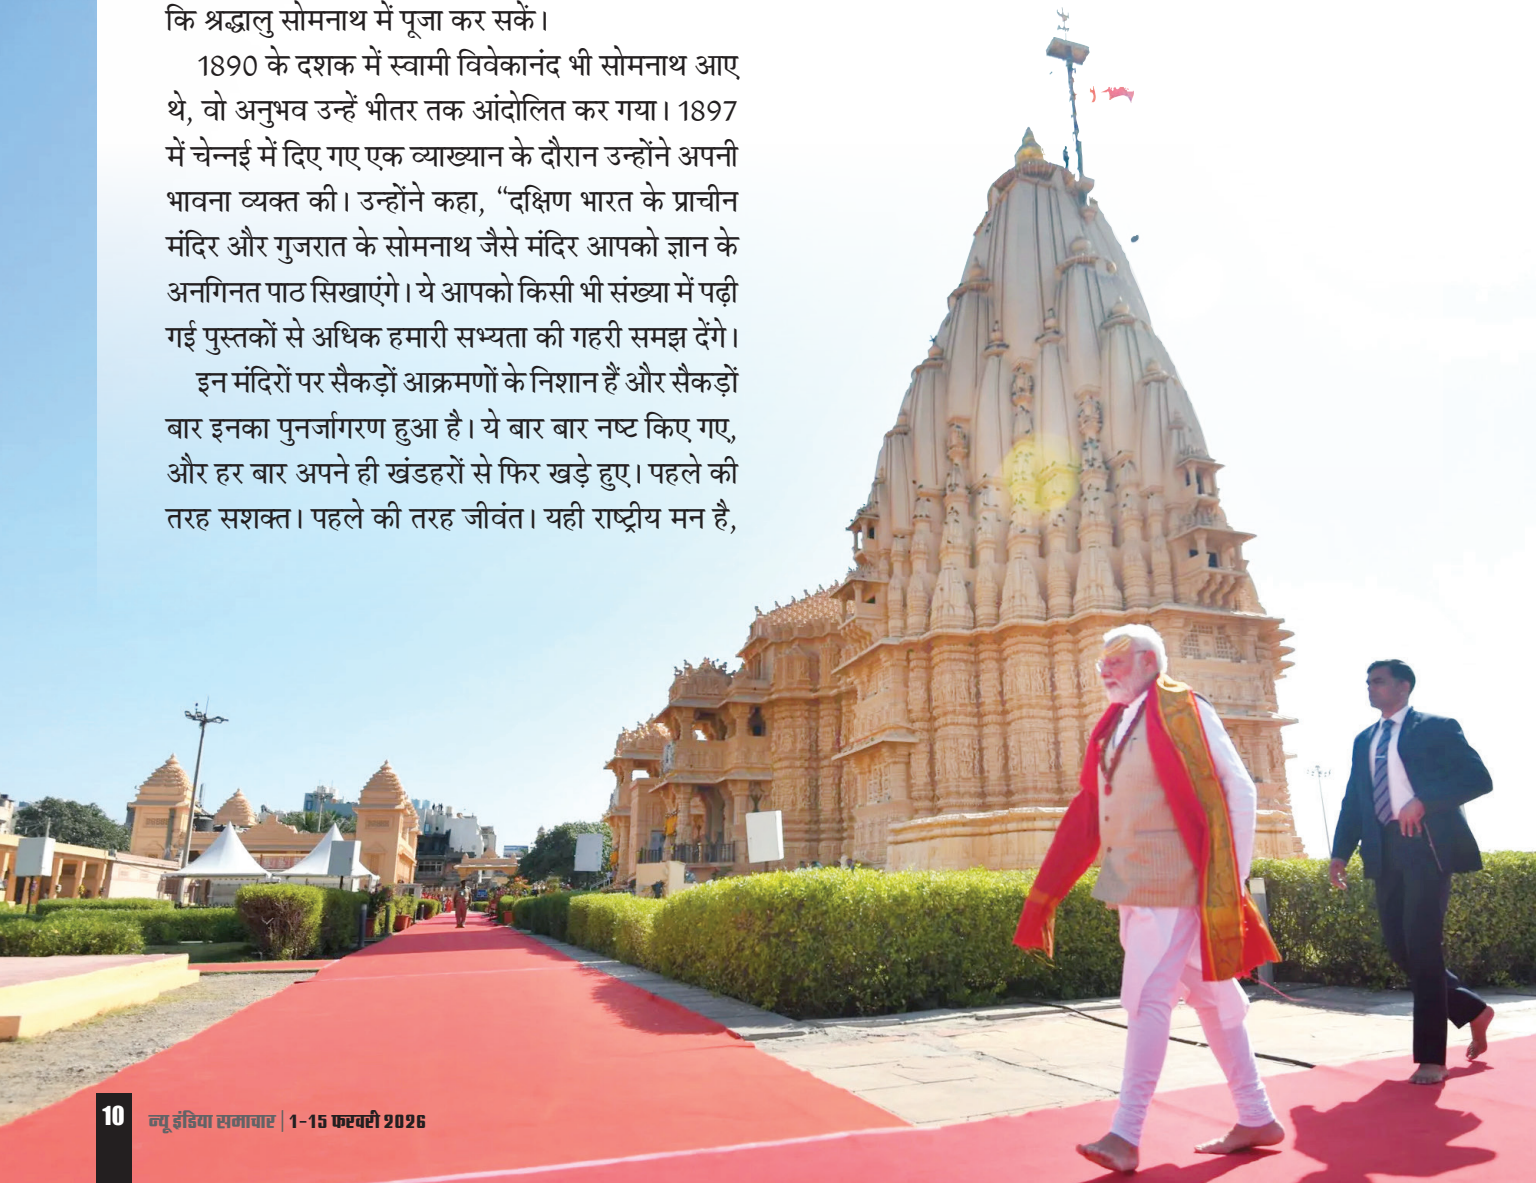 कि श्रद्धालु सोमनाथ में पूजा कर सकें।
1890 के दशक में स्वामी विवेकानंद भी सोमनाथ आए
थे, वो अनुभव उन्हें भीतर तक आंदोलित कर गया। 1897
में चेन्नई में दिए गए एक व्याख्यान के दौरान उन्होंने अपनी
भावना व्यक्त की। उन्होंने कहा, “दक्षिण भारत के प्राचीन
मंदिर और गुजरात के सोमनाथ जैसे मंदिर आपको ज्ञान के
अनगिनत पाठ सिखाएंगे। ये आपको किसी भी संख्या में पढ़ी
गई पुस्तकों से अधिक हमारी सभ्यता की गहरी समझ देंगे।
इन मंदिरों पर सैकड़ों आक्रमणों के निशान हैं और सैकड़ों
बार इनका पुनर्जागरण हुआ है। ये बार बार नष्ट किए गए,
और हर बार अपने ही खंडहरों से फिर खड़े हुए। पहले की
तरह सशक्त। पहले की तरह जीवंत। यही राष्ट्रीय मन है,
10 न्यू इंडिया समाचार | 1-15 फरवरी 2026